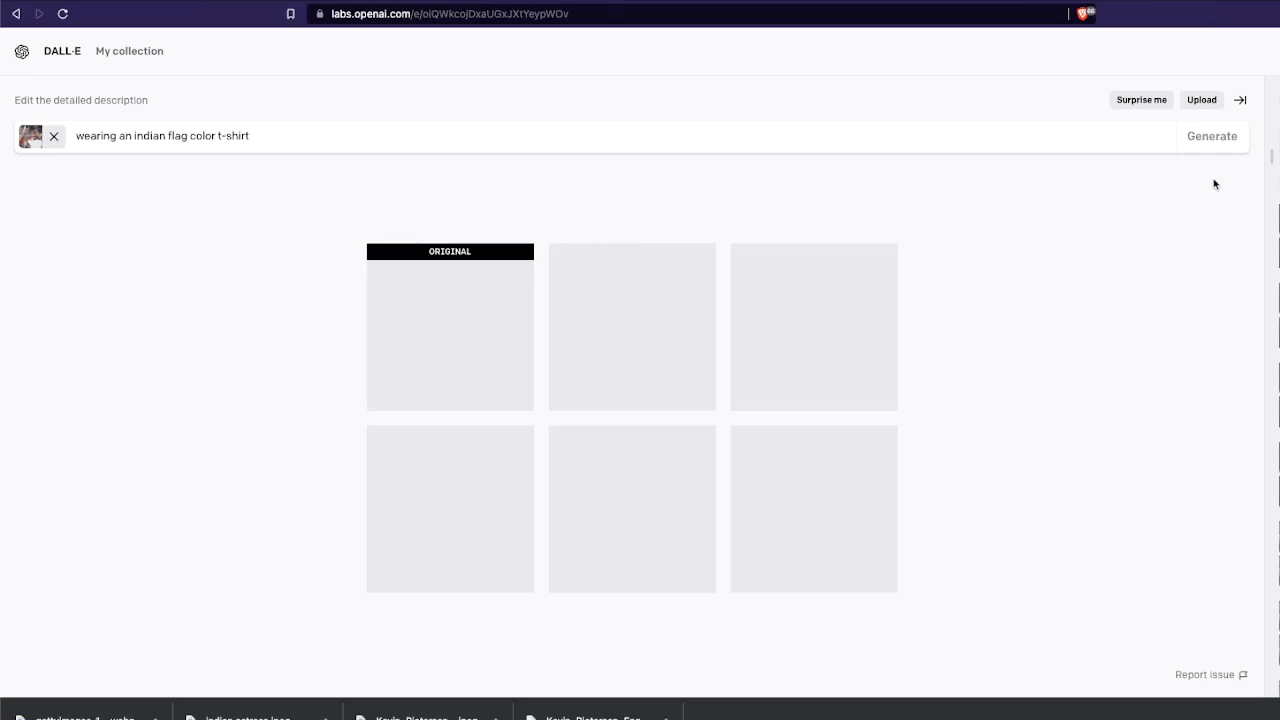 labs.openai.com/e/
DALL·E My collection
Edit the detailed description
Surprise me Upload
wearing an indian flag color t-shirt
Generate
ORIGINAL
Report issue